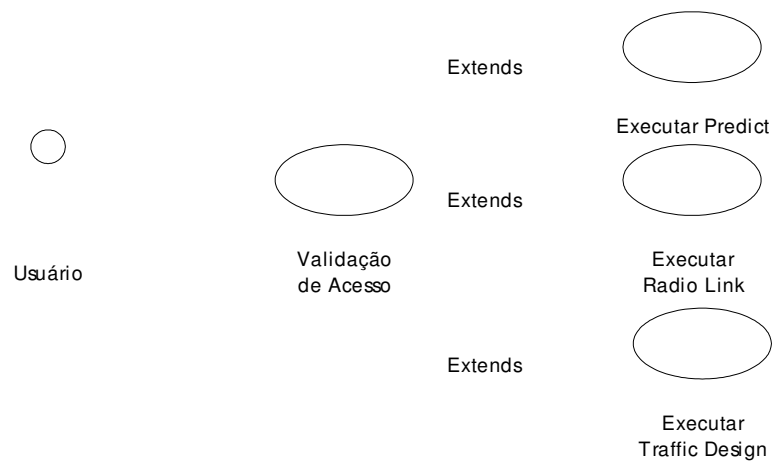 Extends
Executar Predict
Extends
Usuário
Validação
de Acesso
Executar
Radio Link
Extends
Executar
Traffic Design